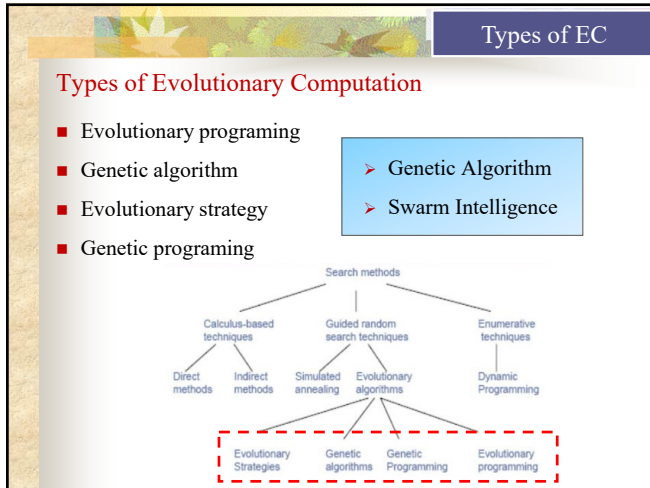 Types of EC
Types of Evolutionary Computation
Evolutionary programing
Genetic algorithm
Evolutionary strategy
Genetic programing
Genetic Algorithm
Swarm Intelligence
Search methods
Calculus-based
techniques
Guided random
search techniques
Enumerative
techniques
Direct
methods
Indirect
methods
Simulated
annealing
Evolutionary
algorithms
Dynamic
Programming
Evolutionary
Strategies
Genetic
algorithms
Genetic
Programming
Evolutionary
programming